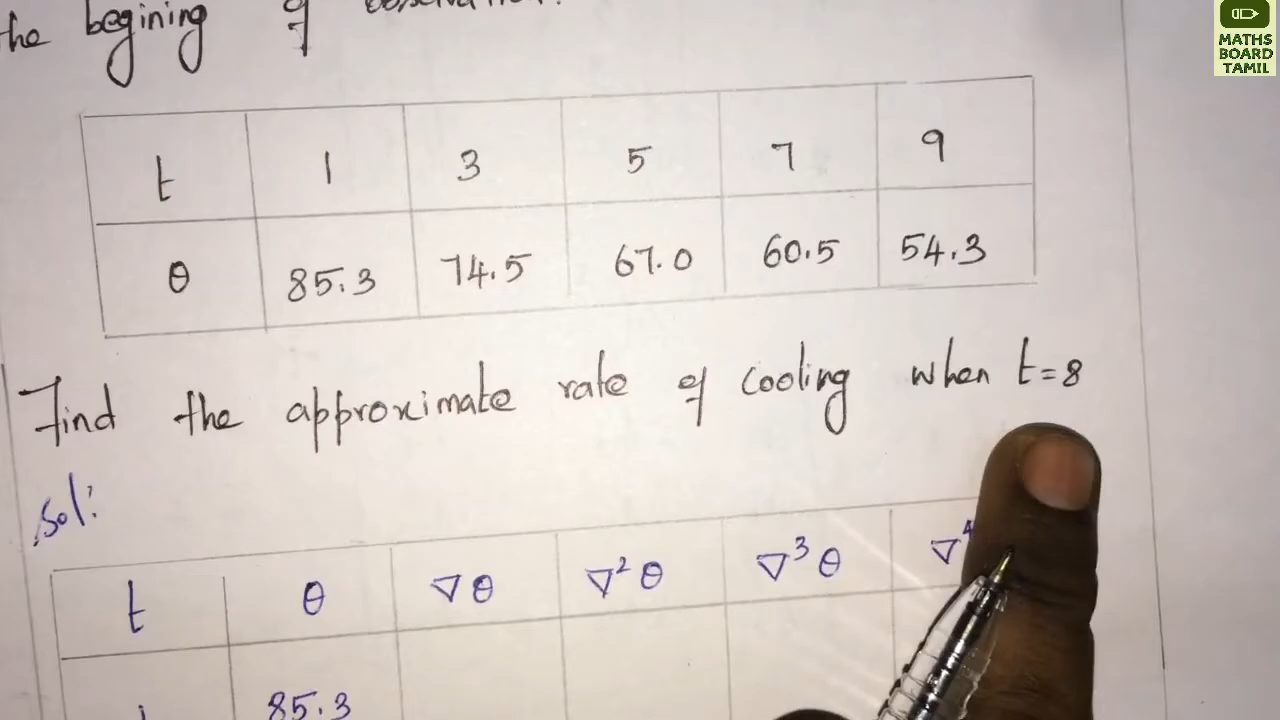 MATHS
BOARD
TAMIL
the begining of
t 1 3 5 7 9
θ 85.3 74.5 67.0 60.5 54.3
Find the approximate rate of cooling when t=8
Sol:
t θ ∇θ ∇²θ ∇³θ ∇⁴
85.3